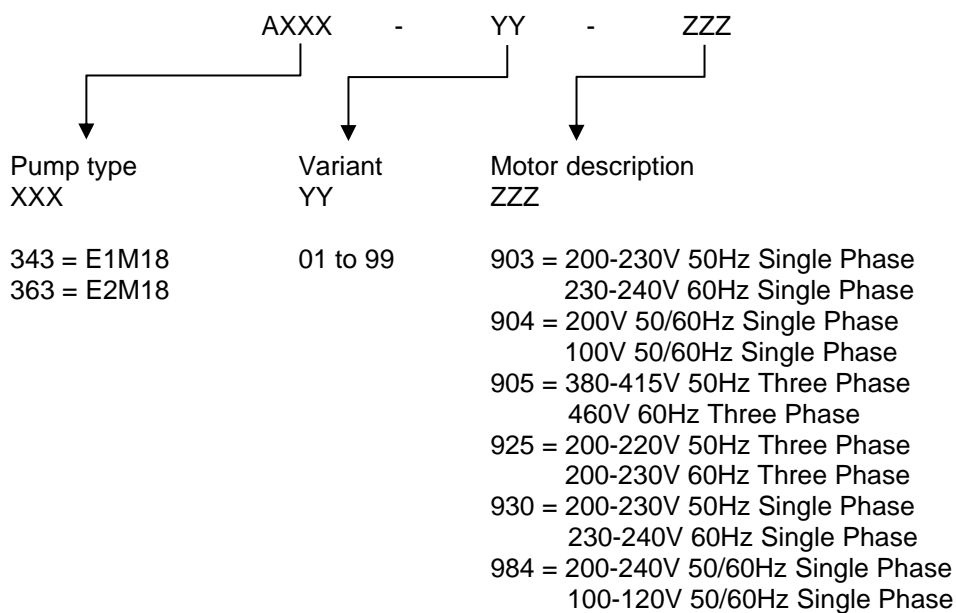 AXXX - YY - ZZZ
Pump type Variant Motor description
XXX YY ZZZ
343 = E1M18 01 to 99 903 = 200-230V 50Hz Single Phase
363 = E2M18 230-240V 60Hz Single Phase
904 = 200V 50/60Hz Single Phase
100V 50/60Hz Single Phase
905 = 380-415V 50Hz Three Phase
460V 60Hz Three Phase
925 = 200-220V 50Hz Three Phase
200-230V 60Hz Three Phase
930 = 200-230V 50Hz Single Phase
230-240V 60Hz Single Phase
984 = 200-240V 50/60Hz Single Phase
100-120V 50/60Hz Single Phase